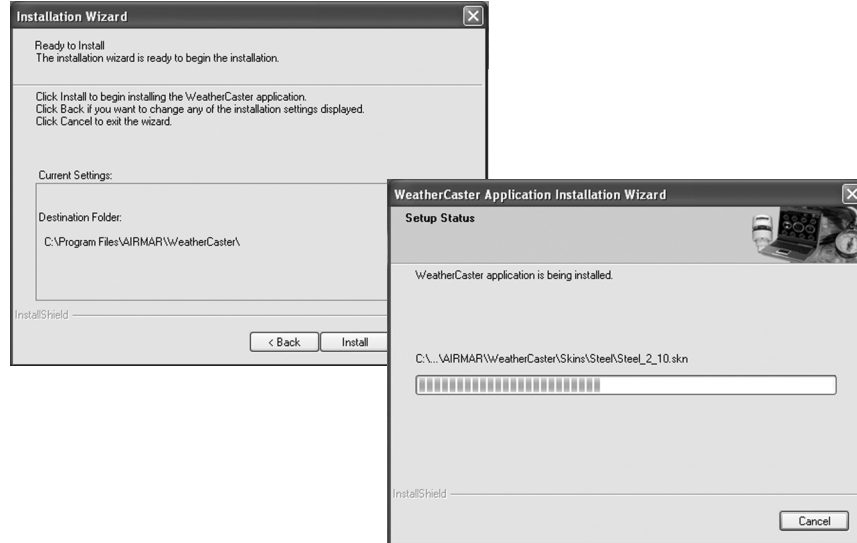 Installation Wizard
Ready to Install
The installation wizard is ready to begin the installation.
Click Install to begin installing the WeatherCaster application.
Click Back if you want to change any of the installation settings displayed.
Click Cancel to exit the wizard.
Current Settings:
Destination Folder:
C:\Program Files\AIRMAR\WeatherCaster\
InstallShield
< Back
Install
WeatherCaster Application Installation Wizard
Setup Status
WeatherCaster application is being installed.
C:\...\AIRMAR\WeatherCaster\Skins\Steel\Steel_2_10.skn
InstallShield
Cancel